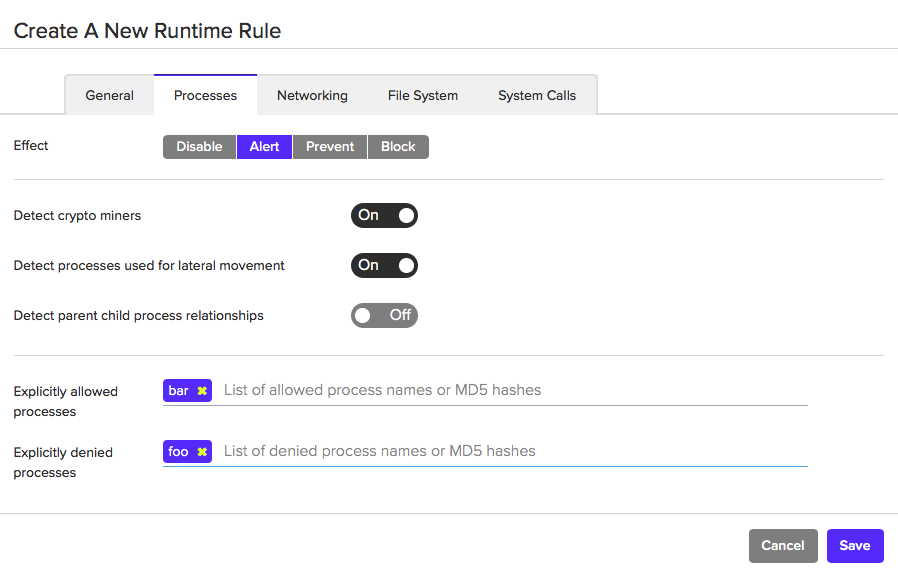 Create A New Runtime Rule
General Processes Networking File System System Calls
Effect Disable Alert Prevent Block
Detect crypto miners On
Detect processes used for lateral movement On
Detect parent child process relationships Off
Explicitly allowed
processes
bar ✖ List of allowed process names or MD5 hashes
Explicitly denied
processes
foo ✖ List of denied process names or MD5 hashes
Cancel Save